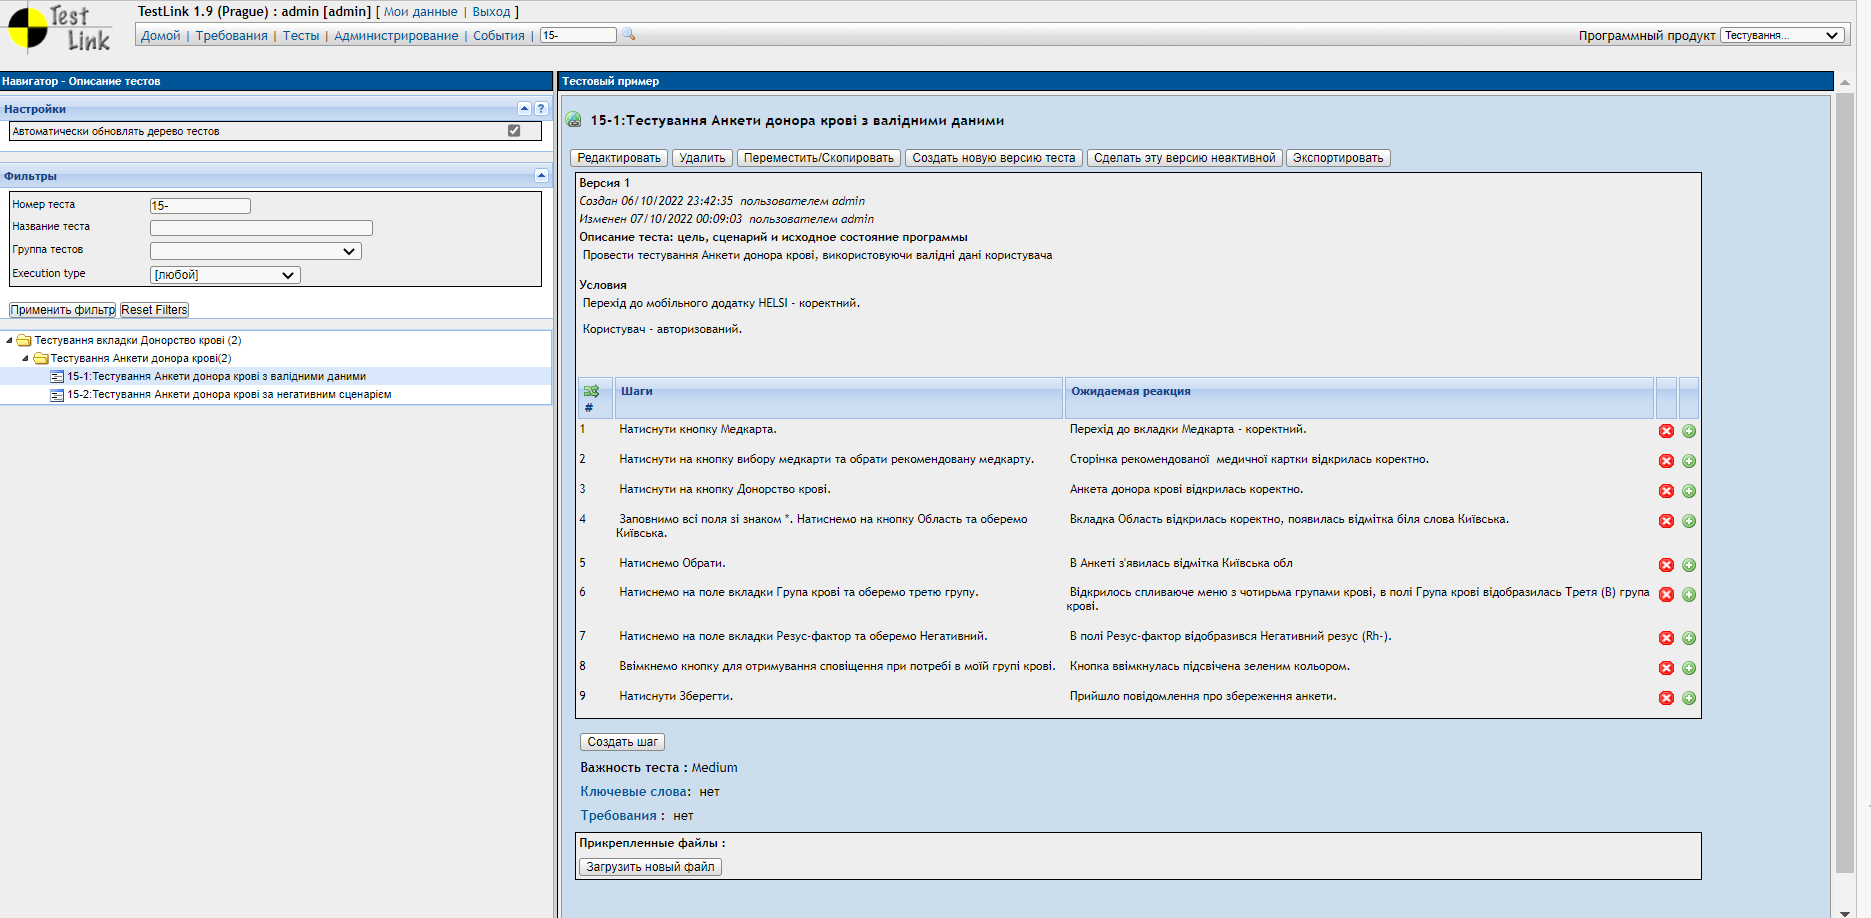 Test Link
TestLink 1.9 (Prague) : admin [admin] [ Мои данные | Выход ]
Домой | Требования | Тесты | Администрирование | События | 15-
Программный продукт Тестування...
Навигатор - Описание тестов
Настройки
Автоматически обновлять дерево тестов
Фильтры
Номер теста 15-
Название теста
Группа тестов
Execution type [любой]
Применить фильтр Reset Filters
Тестування вкладки Донорство крові (2)
Тестування Анкети донора крові(2)
15-1:Тестування Анкети донора крові з валідними даними
15-2:Тестування Анкети донора крові за негативним сценарієм
Тестовый пример
15-1:Тестування Анкети донора крові з валідними даними
Редактировать Удалить Переместить/Скопировать Создать новую версию теста Сделать эту версию неактивной Экспортировать
Версия 1
Создан 06/10/2022 23:42:35 пользователем admin
Изменен 07/10/2022 00:09:03 пользователем admin
Описание теста: цель, сценарий и исходное состояние программы
Провести тестування Анкети донора крові, використовуючи валідні дані користувача
Условия
Перехід до мобільного додатку HELSI - коректний.
Користувач - авторизований.
# Шаги Ожидаемая реакция
1 Натиснути кнопку Медкарта. Перехід до вкладки Медкарта - коректний.
2 Натиснути на кнопку вибору медкарти та обрати рекомендовану медкарту. Сторінка рекомендованої медичної картки відкрилась коректно.
3 Натиснути на кнопку Донорство крові. Анкета донора крові відкрилась коректно.
4 Заповнимо всі поля зі знаком *. Натиснемо на кнопку Область та оберемо Вкладка Область відкрилась коректно, появилась відмітка біля слова Київська.
Київська.
5 Натиснемо Обрати. В Анкеті з'явилась відмітка Київська обл
6 Натиснемо на поле вкладки Група крові та оберемо третю групу. Відкрилось спливаюче меню з чотирьма групами крові, в полі Група крові відобразилась Третя (В) група
крові.
7 Натиснемо на поле вкладки Резус-фактор та оберемо Негативний. В полі Резус-фактор відобразився Негативний резус (Rh-).
8 Ввімкнемо кнопку для отримування сповіщення при потребі в моїй групі крові. Кнопка ввімкнулась підсвічена зеленим кольором.
9 Натиснути Зберегти. Прийшло повідомлення про збереження анкети.
Создать шаг
Важность теста : Medium
Ключевые слова: нет
Требования : нет
Прикрепленные файлы :
Загрузить новый файл